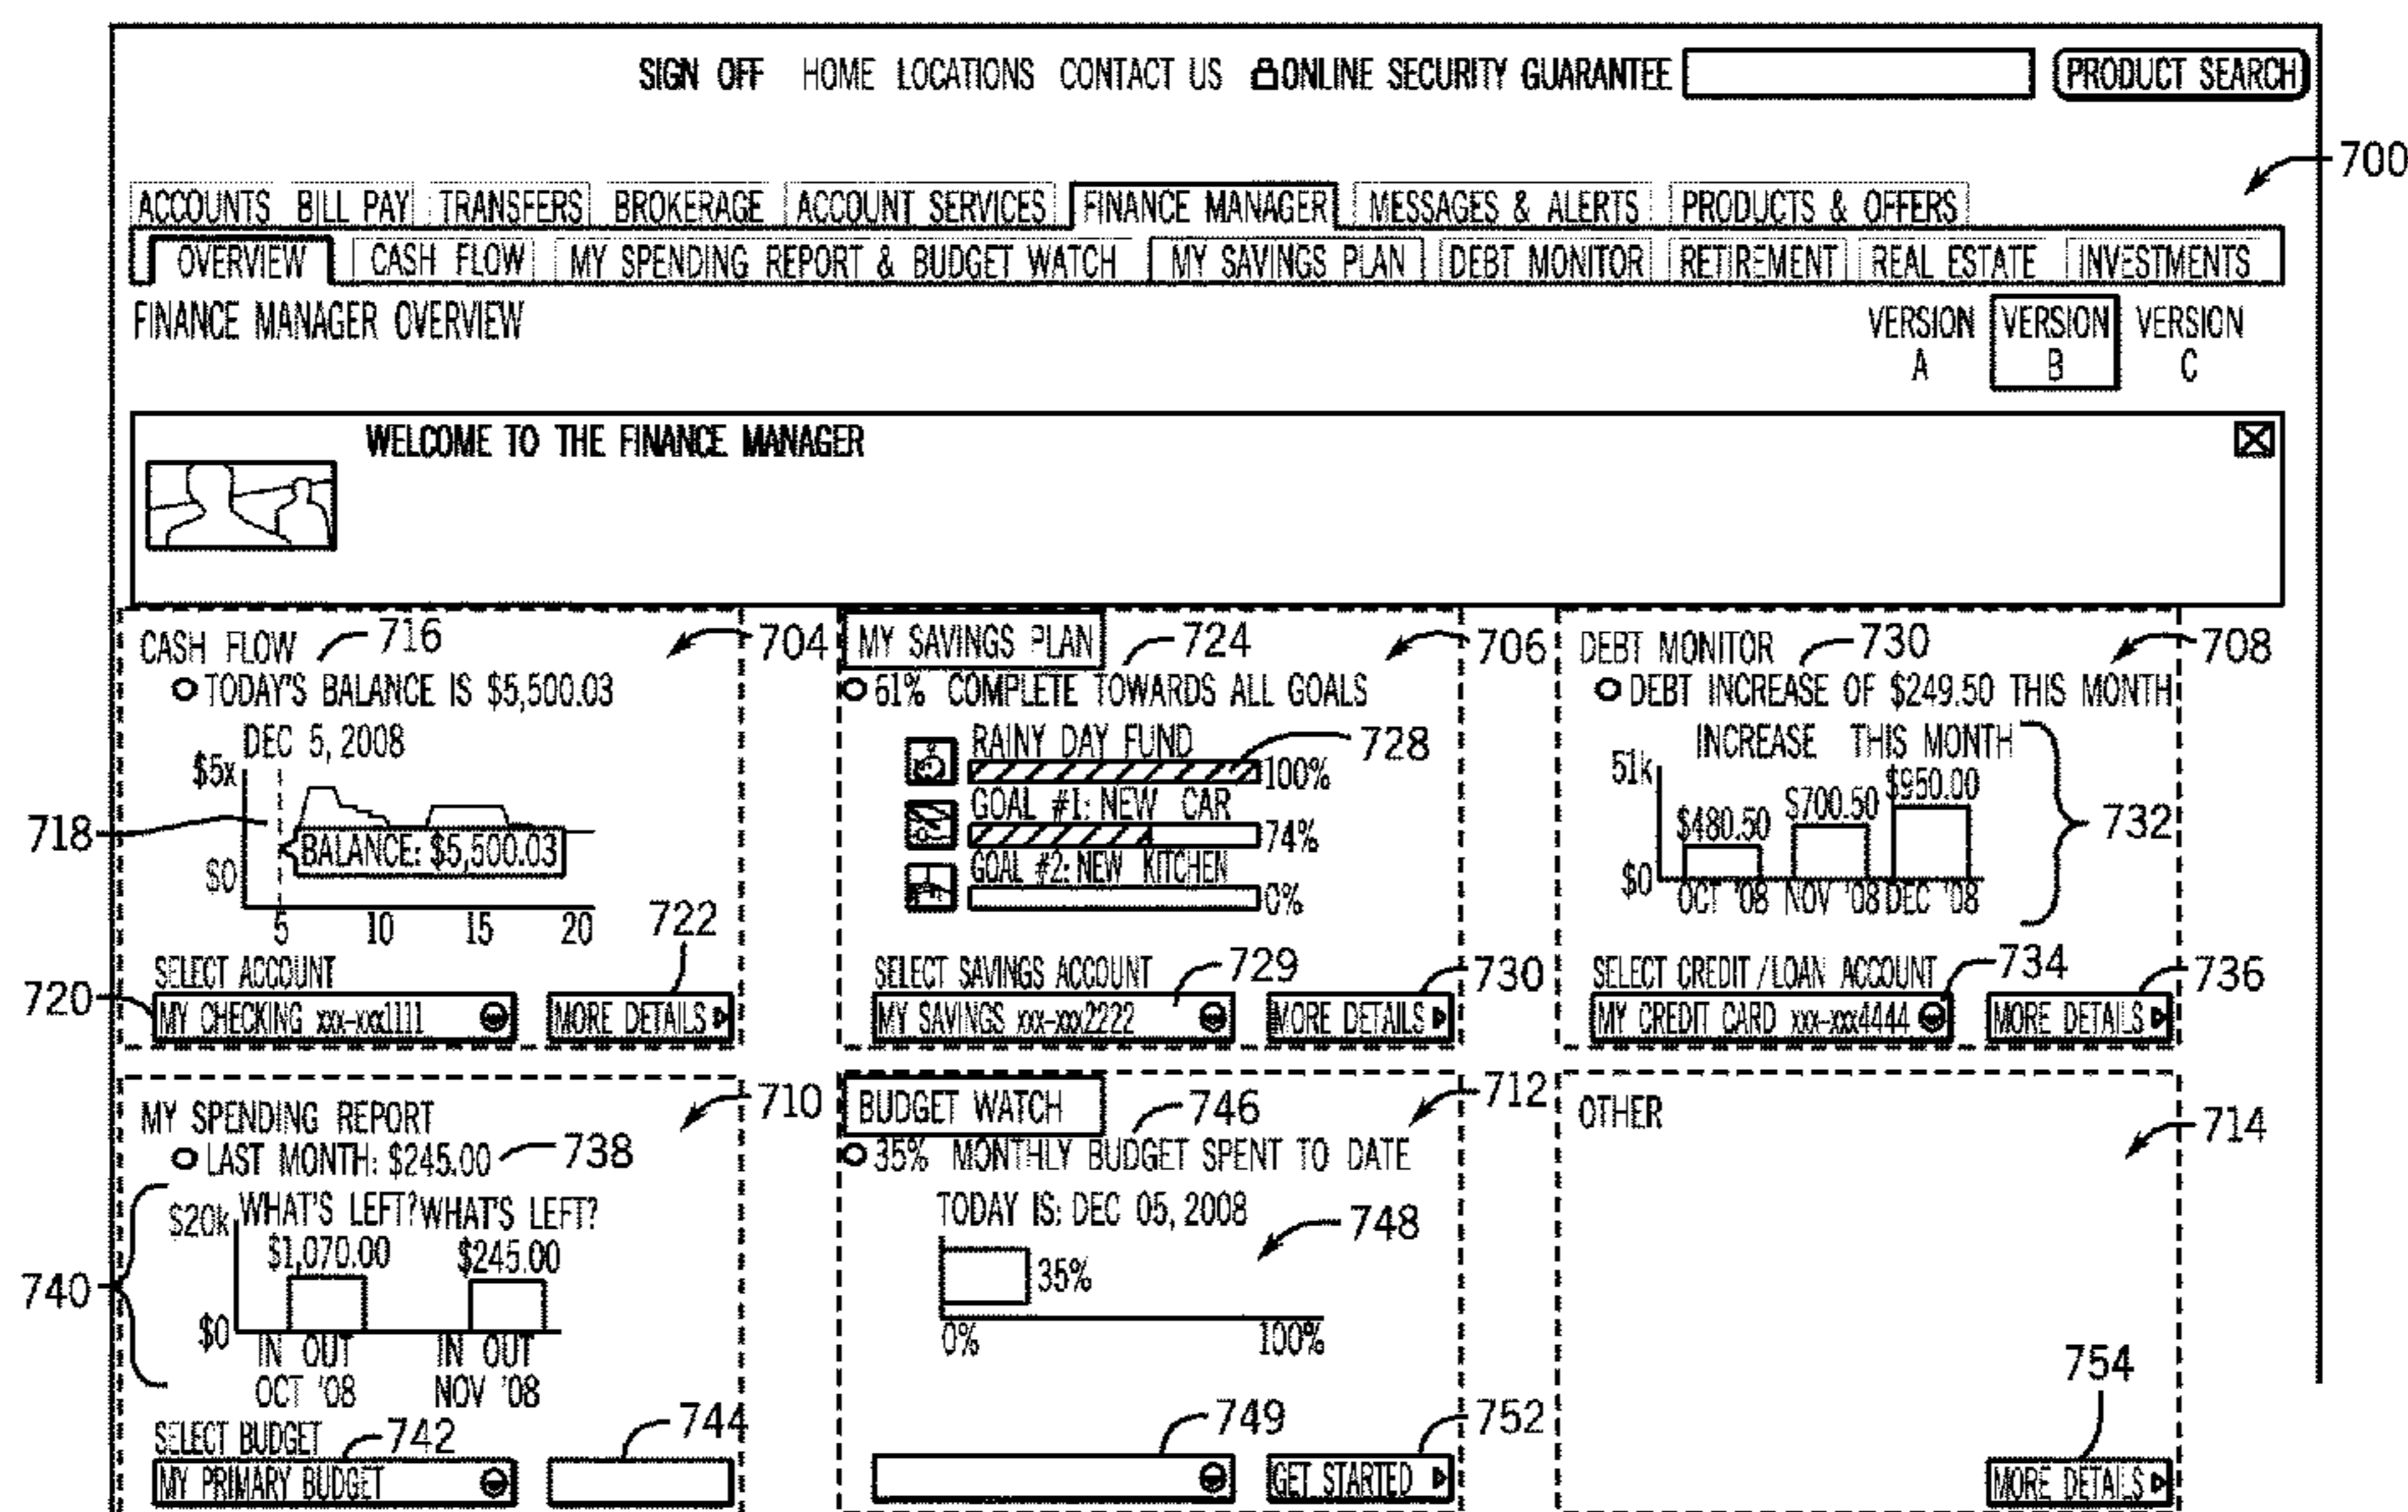 SIGN OFF HOME LOCATIONS CONTACT US ONLINE SECURITY GUARANTEE PRODUCT SEARCH
700
ACCOUNTS BILL PAY TRANSFERS BROKERAGE ACCOUNT SERVICES FINANCE MANAGER MESSAGES & ALERTS PRODUCTS & OFFERS
OVERVIEW CASH FLOW MY SPENDING REPORT & BUDGET WATCH MY SAVINGS PLAN DEBT MONITOR RETIREMENT REAL ESTATE INVESTMENTS
FINANCE MANAGER OVERVIEW
VERSION A
VERSION B
VERSION C
WELCOME TO THE FINANCE MANAGER
CASH FLOW 716 704
TODAY'S BALANCE IS $5,500.03
DEC 5, 2008
$5x
718
BALANCE: $5,500.03
$0
5 10 15 20
722
SELECT ACCOUNT
720
MY CHECKING xxx-xxx1111
MORE DETAILS
MY SAVINGS PLAN 724 706
61% COMPLETE TOWARDS ALL GOALS
RAINY DAY FUND 728
100%
GOAL #1: NEW CAR
74%
GOAL #2: NEW KITCHEN
0%
SELECT SAVINGS ACCOUNT 729 730
MY SAVINGS xxx-xxx2222
MORE DETAILS
DEBT MONITOR 730 708
DEBT INCREASE OF $249.50 THIS MONTH
INCREASE THIS MONTH
51k
$480.50 $700.50 $950.00
732
$0
OCT '08 NOV '08 DEC '08
SELECT CREDIT/LOAN ACCOUNT 734 736
MY CREDIT CARD xxx-xxx4444
MORE DETAILS
710
MY SPENDING REPORT
LAST MONTH: $245.00 738
WHAT'S LEFT? WHAT'S LEFT?
$20k
$1,070.00 $245.00
740
$0
IN OUT IN OUT
OCT '08 NOV '08
SELECT BUDGET 742 744
MY PRIMARY BUDGET
BUDGET WATCH 746 712
35% MONTHLY BUDGET SPENT TO DATE
TODAY IS: DEC 05, 2008
748
35%
0% 100%
749 752
GET STARTED
OTHER
714
754
MORE DETAILS